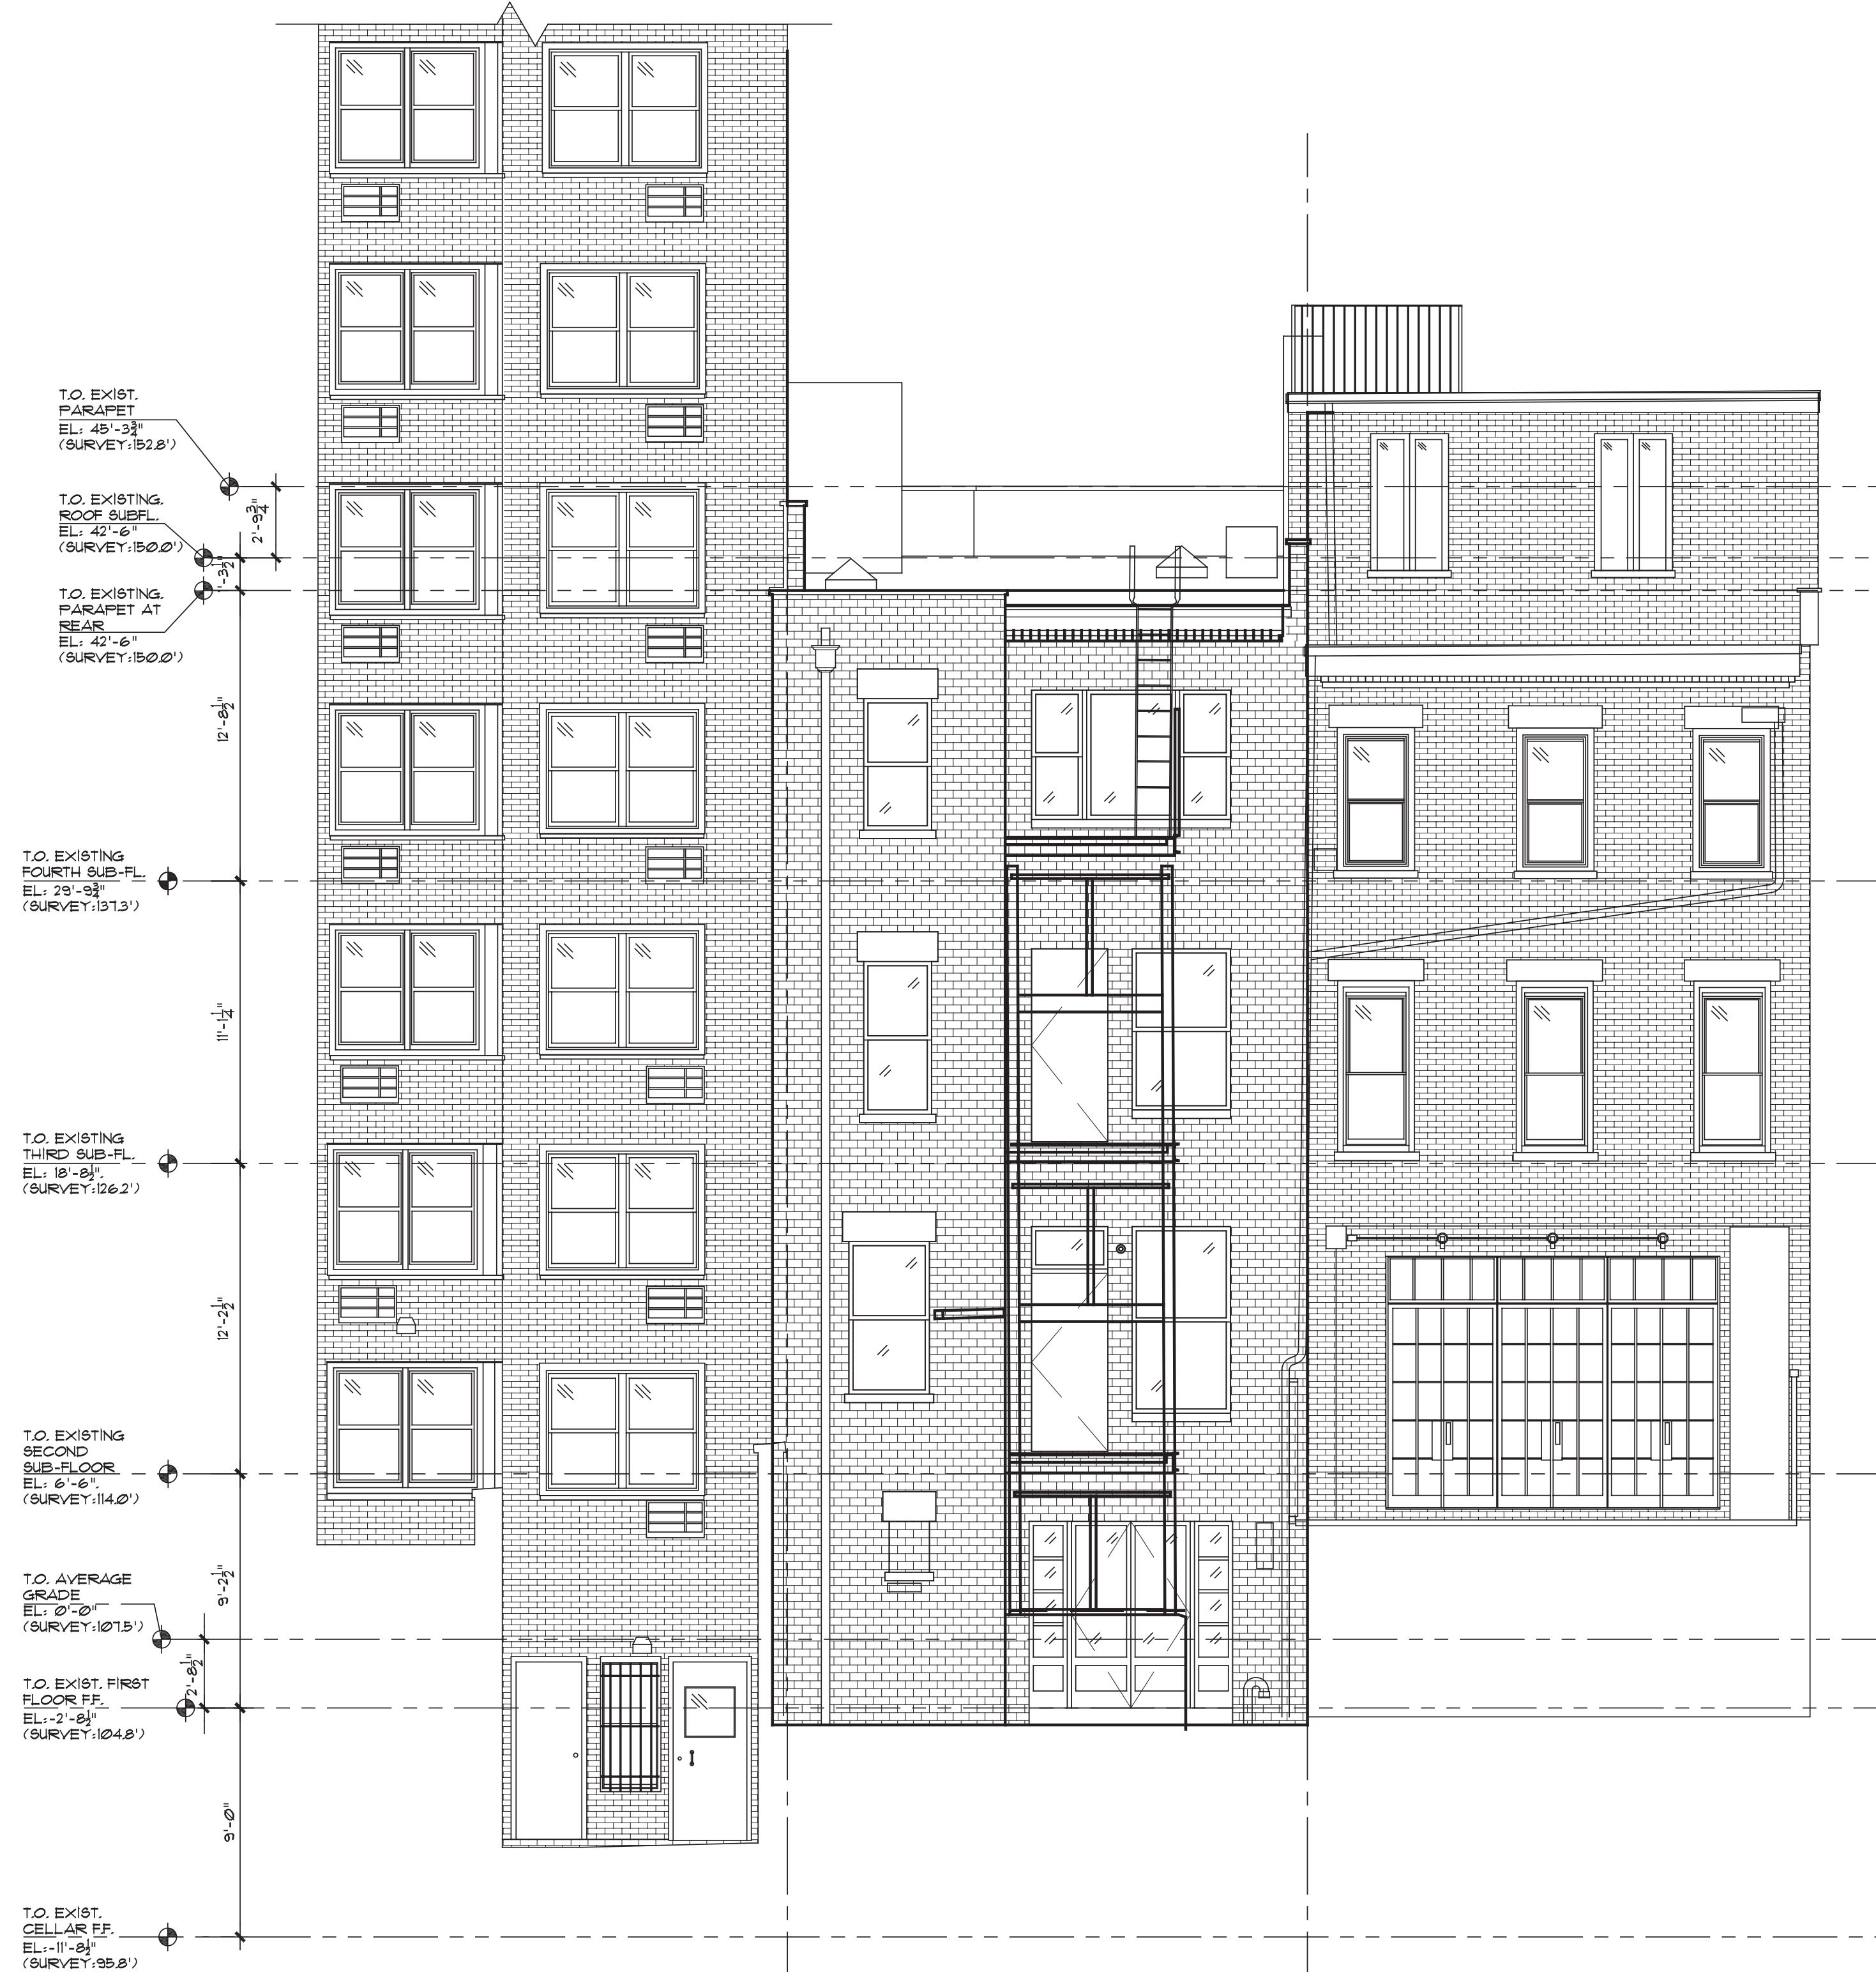 T.O. EXIST.
PARAPET
EL: 45'-3¾"
(SURVEY:152.8')
2'-9¾"
T.O. EXISTING.
ROOF SUBFL.
EL: 42'-6"
(SURVEY:150.0')
T.O. EXISTING.
PARAPET AT
REAR
EL: 42'-6"
(SURVEY:150.0')
12'-8½"
T.O. EXISTING
FOURTH SUB-FL.
EL: 29'-9¾"
(SURVEY:137.3')
11'-1¼"
T.O. EXISTING
THIRD SUB-FL.
EL: 18'-8½".
(SURVEY:126.2')
12'-2½"
T.O. EXISTING
SECOND
SUB-FLOOR
EL: 6'-6".
(SURVEY:114.0')
9'-2½"
T.O. AVERAGE
GRADE
EL: 0'-0"
(SURVEY:107.5')
2'-8½"
T.O. EXIST. FIRST
FLOOR F.F.
EL:-2'-8½"
(SURVEY:104.8')
9'-0"
T.O. EXIST.
CELLAR F.F.
EL:-11'-8½"
(SURVEY:95.8')